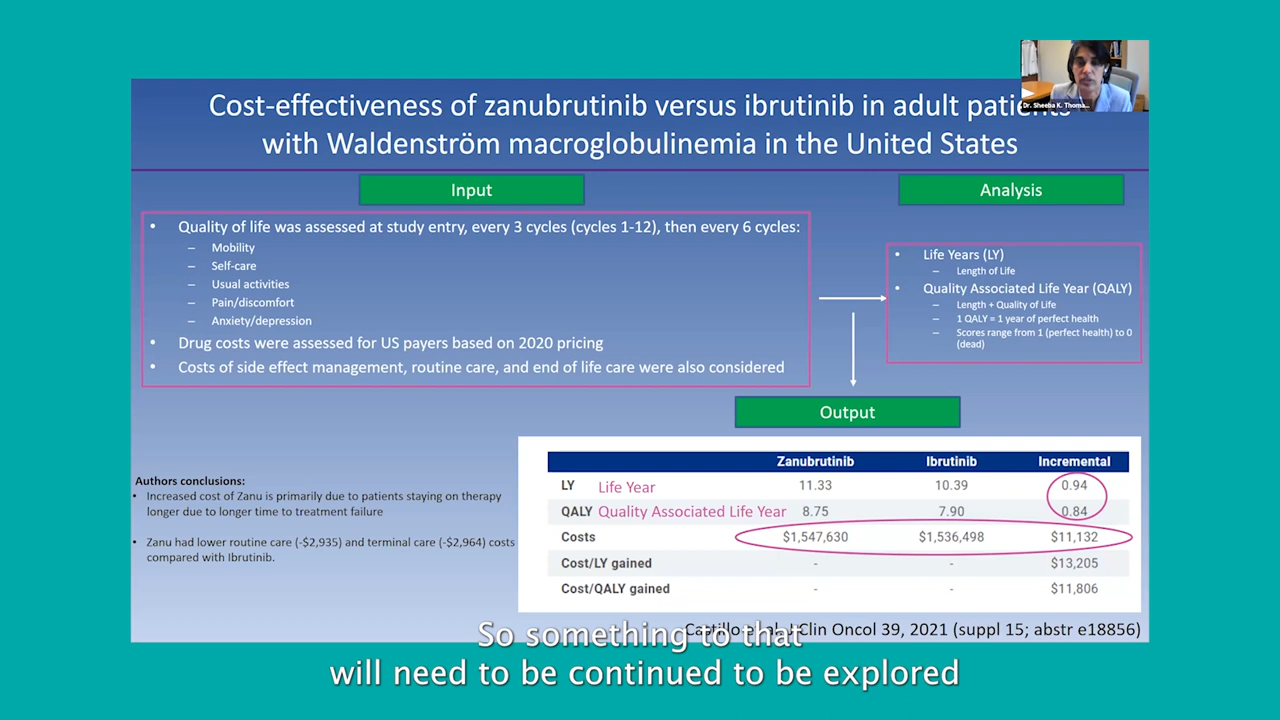 Cost-effectiveness of zanubrutinib versus ibrutinib in adult patients
with Waldenström macroglobulinemia in the United States
Dr. Sheeba K. Thoma...
Input
• Quality of life was assessed at study entry, every 3 cycles (cycles 1-12), then every 6 cycles:
– Mobility
– Self-care
– Usual activities
– Pain/discomfort
– Anxiety/depression
• Drug costs were assessed for US payers based on 2020 pricing
• Costs of side effect management, routine care, and end of life care were also considered
Analysis
• Life Years (LY)
– Length of Life
• Quality Associated Life Year (QALY)
– Length + Quality of Life
– 1 QALY = 1 year of perfect health
– Scores range from 1 (perfect health) to 0
(dead)
Output
Zanubrutinib Ibrutinib Incremental
LY Life Year 11.33 10.39 0.94
QALY Quality Associated Life Year 8.75 7.90 0.84
Costs $1,547,630 $1,536,498 $11,132
Cost/LY gained - - $13,205
Cost/QALY gained - - $11,806
Authors conclusions:
• Increased cost of Zanu is primarily due to patients staying on therapy
longer due to longer time to treatment failure
• Zanu had lower routine care (-$2,935) and terminal care (-$2,964) costs
compared with Ibrutinib.
Castillo et al, J Clin Oncol 39, 2021 (suppl 15; abstr e18856)
So something to that
will need to be continued to be explored